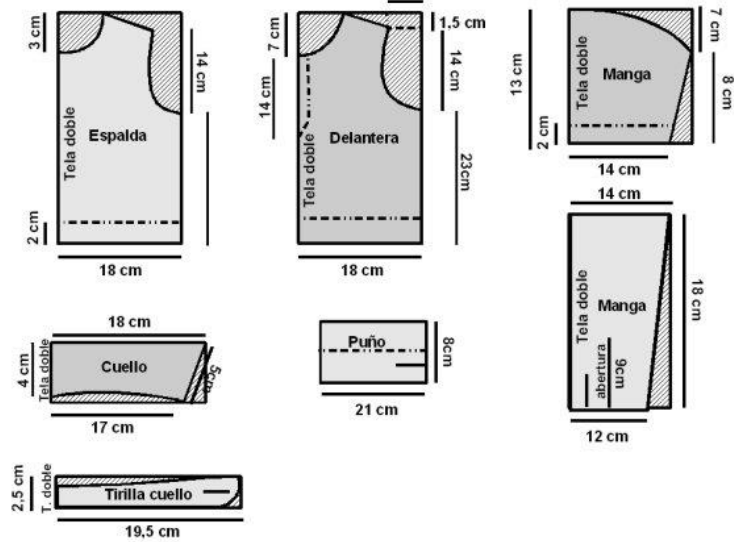 3 cm
14 cm
Tela doble
Espalda
2 cm
18 cm
7 cm
1,5 cm
14 cm
14 cm
Tela doble
Delantera
23cm
18 cm
7 cm
13 cm
Tela doble
Manga
8 cm
2 cm
14 cm
14 cm
Tela doble
Manga
18 cm
abertura
9cm
12 cm
18 cm
4 cm
Tela doble
Cuello
5cm
17 cm
Puño
8cm
21 cm
2,5 cm
T. doble
Tirilla cuello
19,5 cm